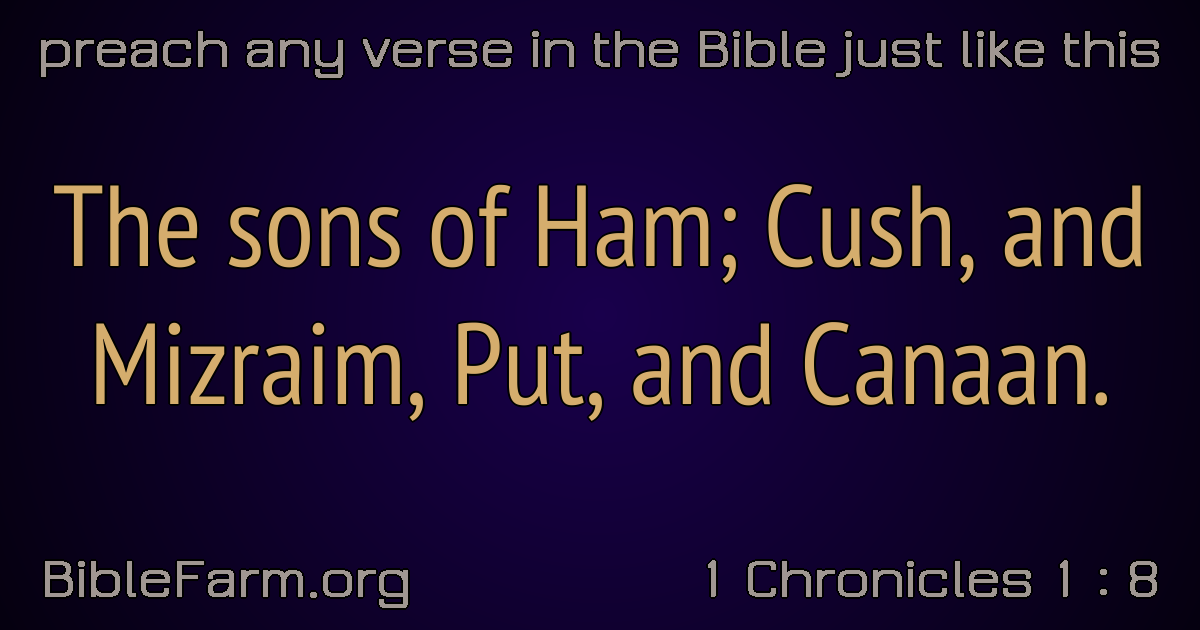 preach any verse in the Bible just like this
The sons of Ham; Cush, and
Mizraim, Put, and Canaan.
BibleFarm.org
1 Chronicles 1 : 8